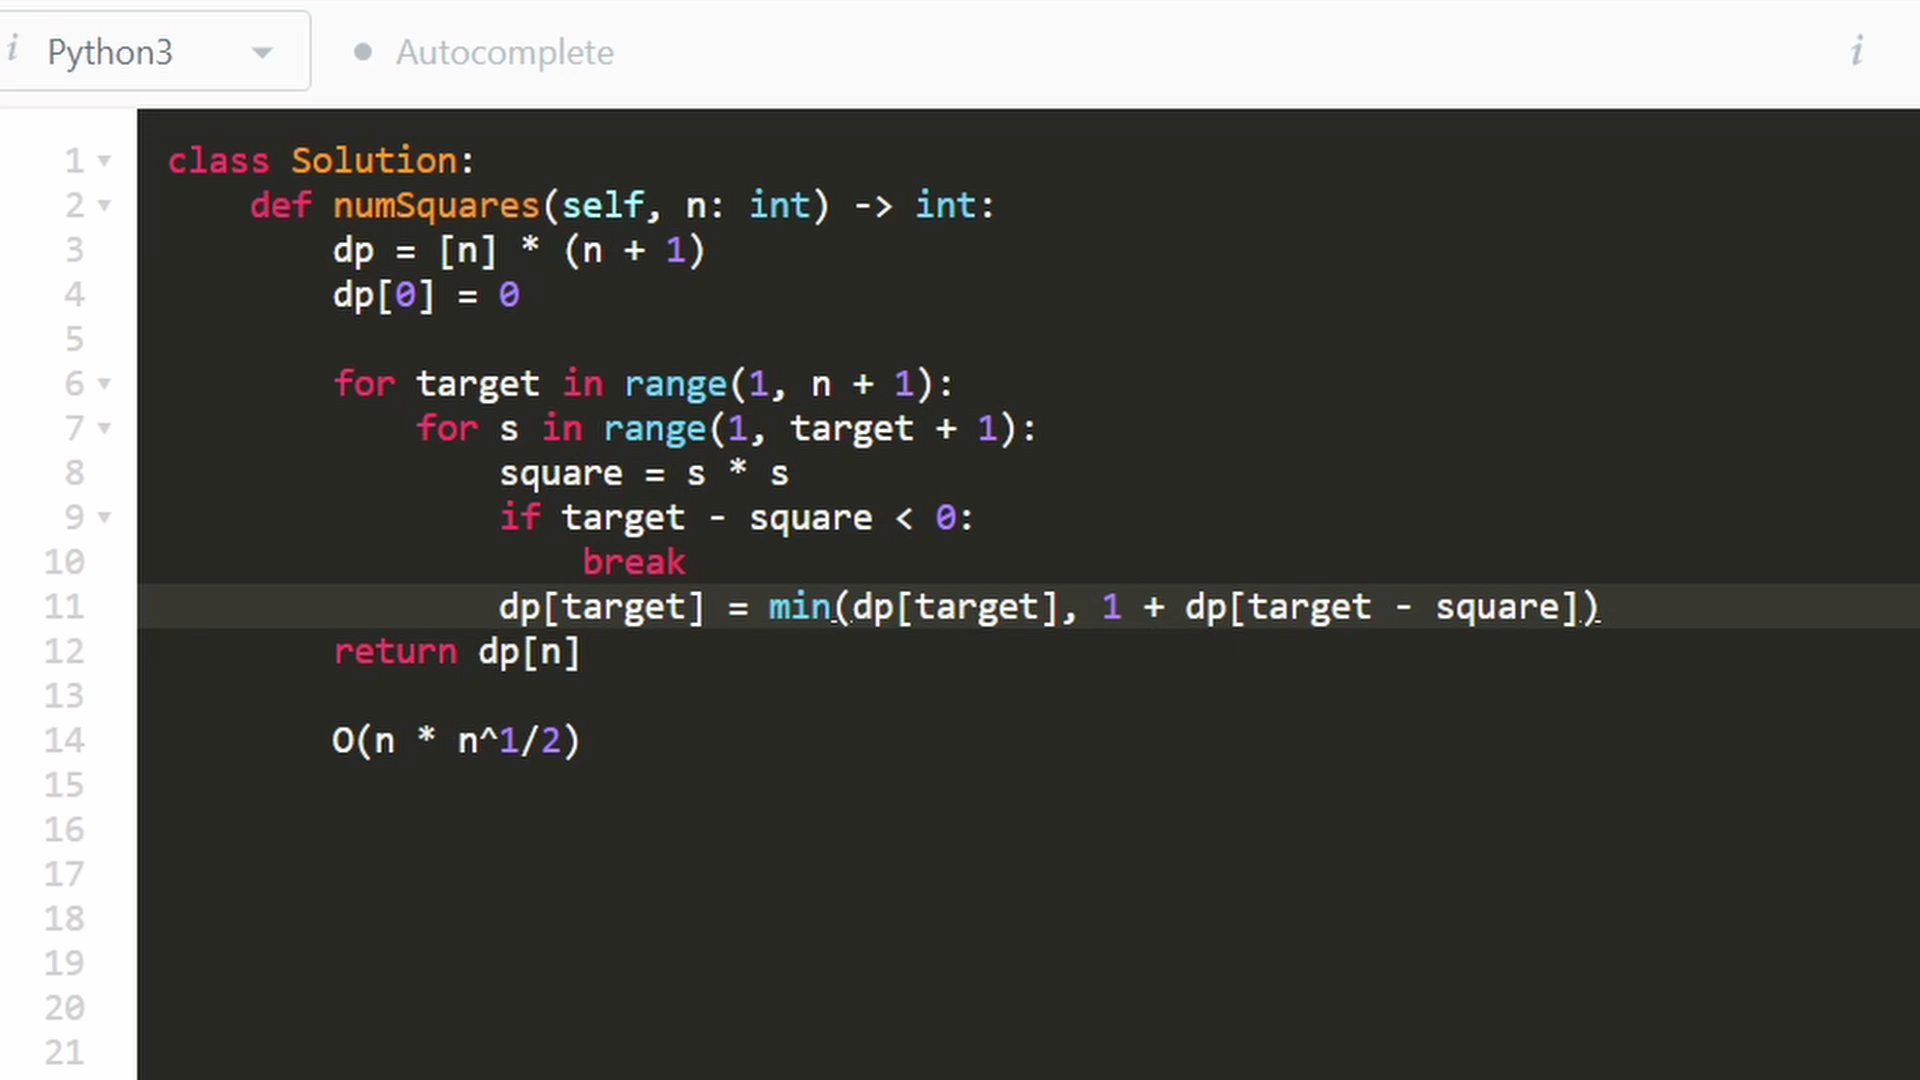 i Python3 Autocomplete i
1 class Solution:
2 def numSquares(self, n: int) -> int:
3 dp = [n] * (n + 1)
4 dp[0] = 0
5
6 for target in range(1, n + 1):
7 for s in range(1, target + 1):
8 square = s * s
9 if target - square < 0:
10 break
11 dp[target] = min(dp[target], 1 + dp[target - square])
12 return dp[n]
13
14 O(n * n^1/2)
15
16
17
18
19
20
21